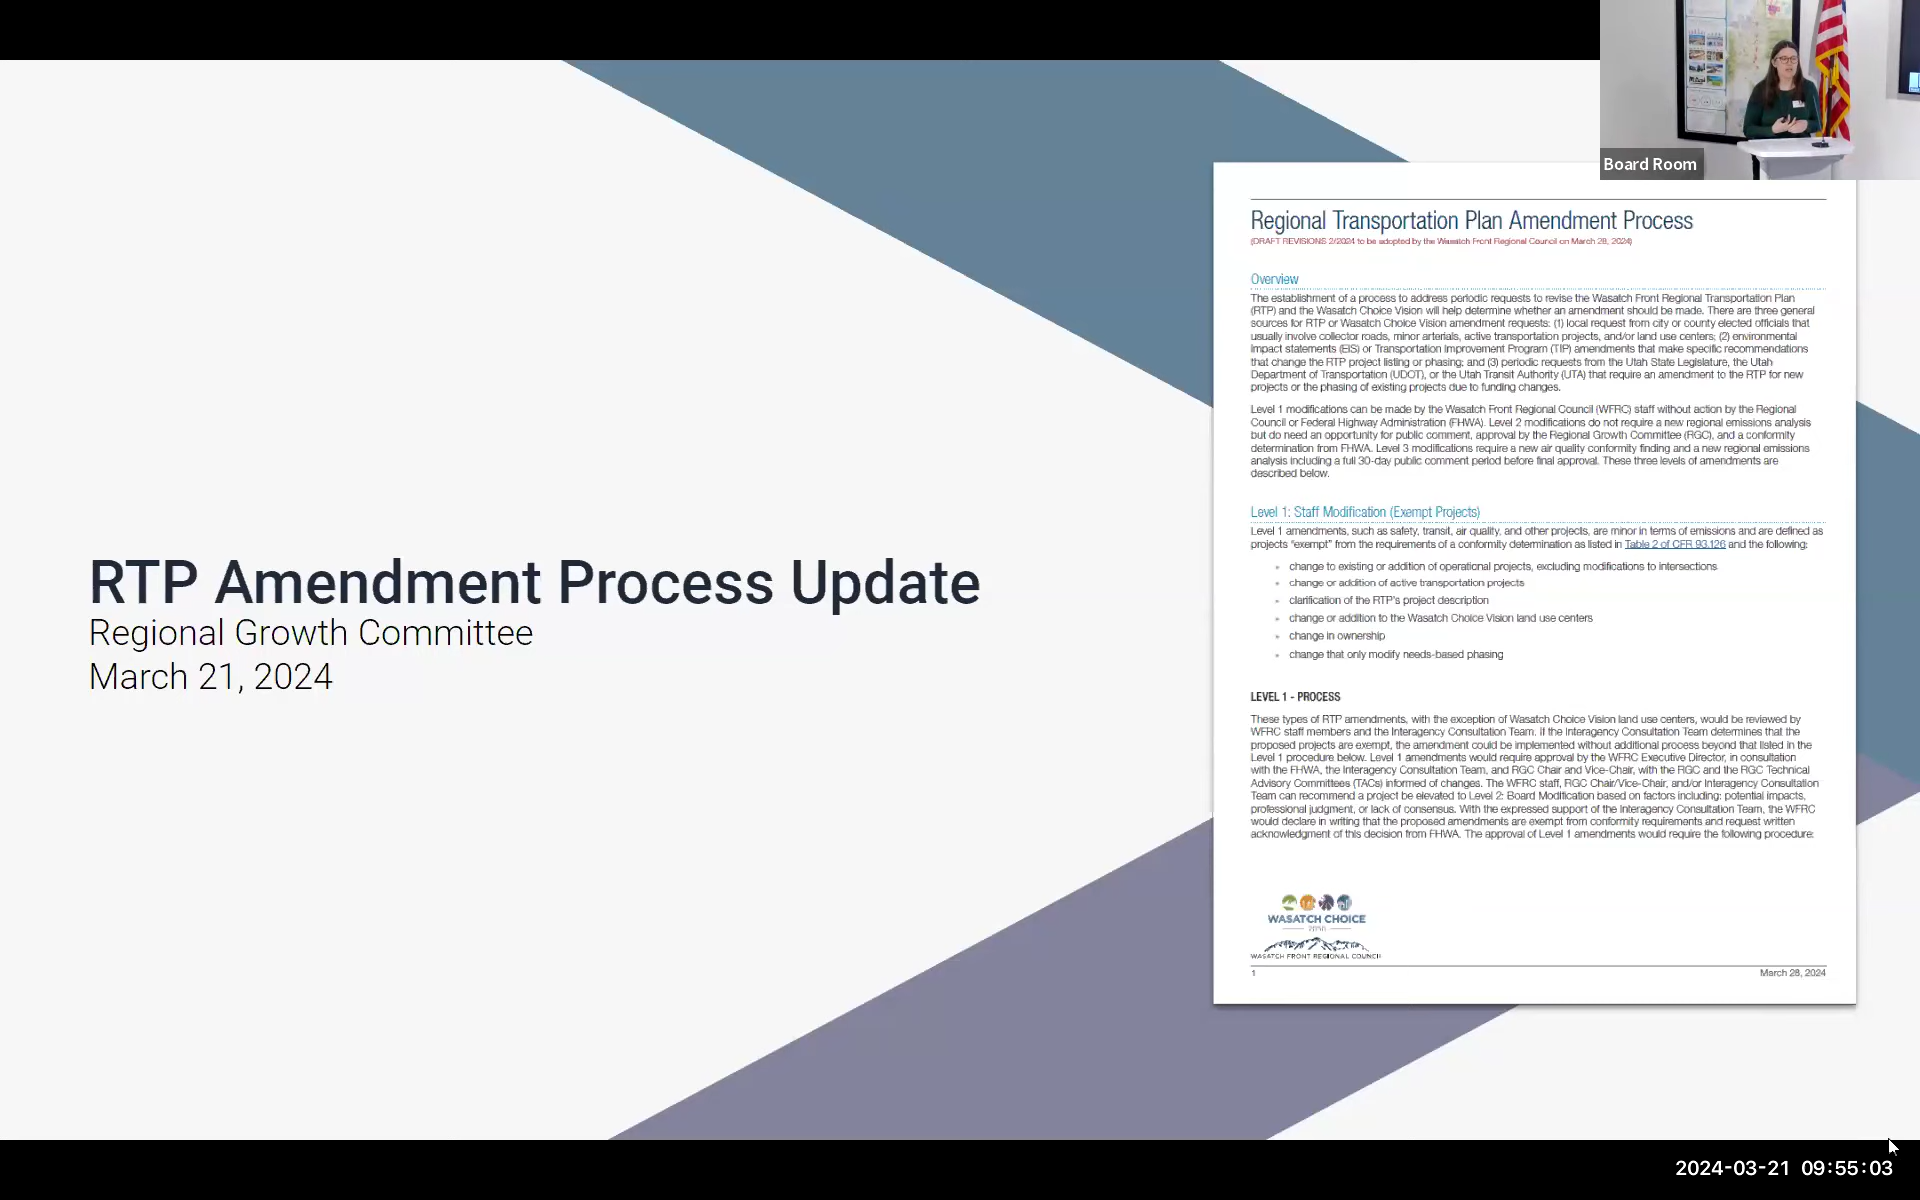 Board Room
RTP Amendment Process Update
Regional Growth Committee
March 21, 2024
Regional Transportation Plan Amendment Process
(DRAFT REVISIONS 2/2024 to be adopted by the Wasatch Front Regional Council on March 28, 2024)
Overview
The establishment of a process to address periodic requests to revise the Wasatch Front Regional Transportation Plan
(RTP) and the Wasatch Choice Vision will help determine whether an amendment should be made. There are three general
sources for RTP or Wasatch Choice Vision amendment requests: (1) local request from city or county elected officials that
usually involve collector roads, minor arterials, active transportation projects, and/or land use centers; (2) environmental
impact statements (EIS) or Transportation Improvement Program (TIP) amendments that make specific recommendations
that change the RTP project listing or phasing; and (3) periodic requests from the Utah State Legislature, the Utah
Department of Transportation (UDOT), or the Utah Transit Authority (UTA) that require an amendment to the RTP for new
projects or the phasing of existing projects due to funding changes.
Level 1 modifications can be made by the Wasatch Front Regional Council (WFRC) staff without action by the Regional
Council or Federal Highway Administration (FHWA). Level 2 modifications do not require a new regional emissions analysis
but do need an opportunity for public comment, approval by the Regional Growth Committee (RGC), and a conformity
determination from FHWA. Level 3 modifications require a new air quality conformity finding and a new regional emissions
analysis including a full 30-day public comment period before final approval. These three levels of amendments are
described below.
Level 1: Staff Modification (Exempt Projects)
Level 1 amendments, such as safety, transit, air quality, and other projects, are minor in terms of emissions and are defined as
projects “exempt” from the requirements of a conformity determination as listed in Table 2 of CFR 93.126 and the following:
change to existing or addition of operational projects, excluding modifications to intersections
change or addition of active transportation projects
clarification of the RTP's project description
change or addition to the Wasatch Choice Vision land use centers
change in ownership
change that only modify needs-based phasing
LEVEL 1 - PROCESS
These types of RTP amendments, with the exception of Wasatch Choice Vision land use centers, would be reviewed by
WFRC staff members and the Interagency Consultation Team. If the Interagency Consultation Team determines that the
proposed projects are exempt, the amendment could be implemented without additional process beyond that listed in the
Level 1 procedure below. Level 1 amendments would require approval by the WFRC Executive Director, in consultation
with the FHWA, the Interagency Consultation Team, and RGC Chair and Vice-Chair, with the RGC and the RGC Technical
Advisory Committees (TACs) informed of changes. The WFRC staff, RGC Chair/Vice-Chair, and/or Interagency Consultation
Team can recommend a project be elevated to Level 2: Board Modification based on factors including: potential impacts,
professional judgment, or lack of consensus. With the expressed support of the Interagency Consultation Team, the WFRC
would declare in writing that the proposed amendments are exempt from conformity requirements and request written
acknowledgment of this decision from FHWA. The approval of Level 1 amendments would require the following procedure:
WASATCH CHOICE
2050
WASATCH FRONT REGIONAL COUNCIL
1
March 28, 2024
2024-03-21 09:55:03